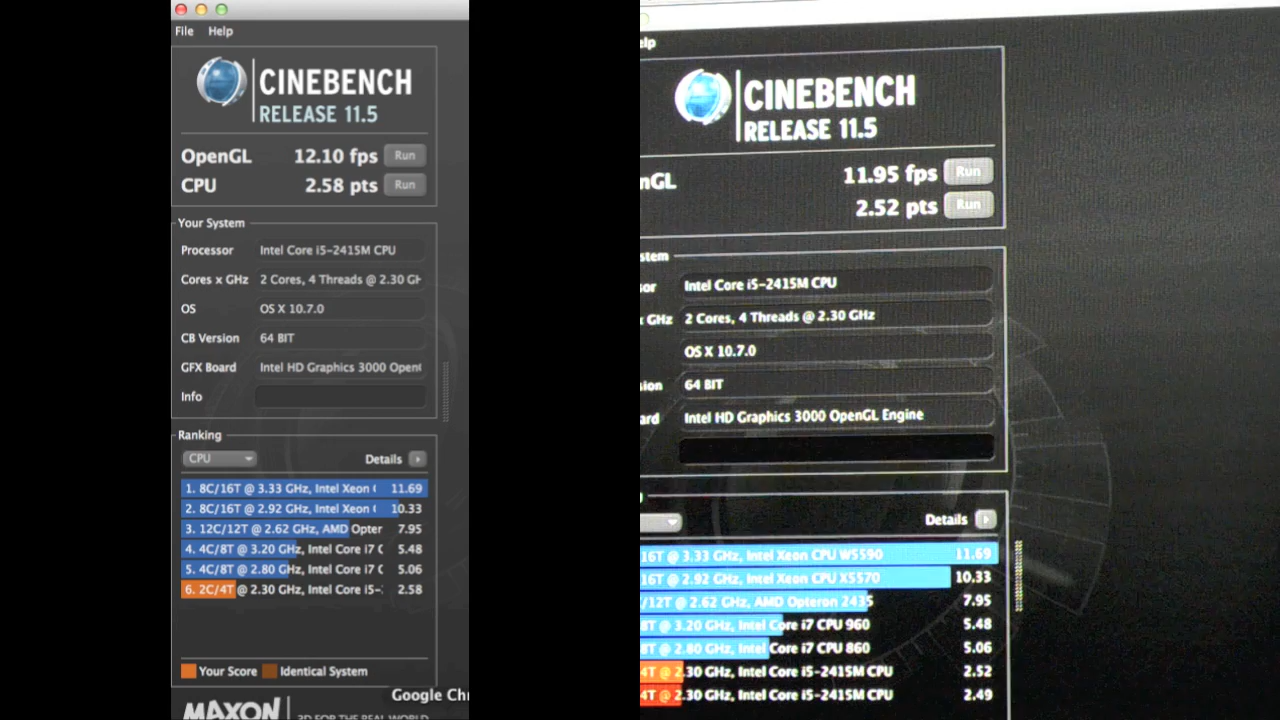 File Help
CINEBENCH
RELEASE 11.5
OpenGL 12.10 fps Run
CPU 2.58 pts Run
Your System
Processor Intel Core i5-2415M CPU
Cores x GHz 2 Cores, 4 Threads @ 2.30 GH
OS OS X 10.7.0
CB Version 64 BIT
GFX Board Intel HD Graphics 3000 Open
Info
Ranking
CPU Details
1. 8C/16T @ 3.33 GHz, Intel Xeon 11.69
2. 8C/16T @ 2.92 GHz, Intel Xeon 10.33
3. 12C/12T @ 2.62 GHz, AMD Opter 7.95
4. 4C/8T @ 3.20 GHz, Intel Core i7 C 5.48
5. 4C/8T @ 2.80 GHz, Intel Core i7 C 5.06
6. 2C/4T @ 2.30 GHz, Intel Core i5- 2.58
Your Score Identical System
Google Chr
MAXON 3D FOR THE REAL WORLD
elp
CINEBENCH
RELEASE 11.5
nGL 11.95 fps Run
2.52 pts Run
stem
or Intel Core i5-2415M CPU
x GHz 2 Cores, 4 Threads @ 2.30 GHz
OS X 10.7.0
sion 64 BIT
ard Intel HD Graphics 3000 OpenGL Engine
Details
16T @ 3.33 GHz, Intel Xeon CPU W5590 11.69
16T @ 2.92 GHz, Intel Xeon CPU X5570 10.33
/12T @ 2.62 GHz, AMD Opteron 2435 7.95
8T @ 3.20 GHz, Intel Core i7 CPU 960 5.48
8T @ 2.80 GHz, Intel Core i7 CPU 860 5.06
4T @ 2.30 GHz, Intel Core i5-2415M CPU 2.52
4T @ 2.30 GHz, Intel Core i5-2415M CPU 2.49